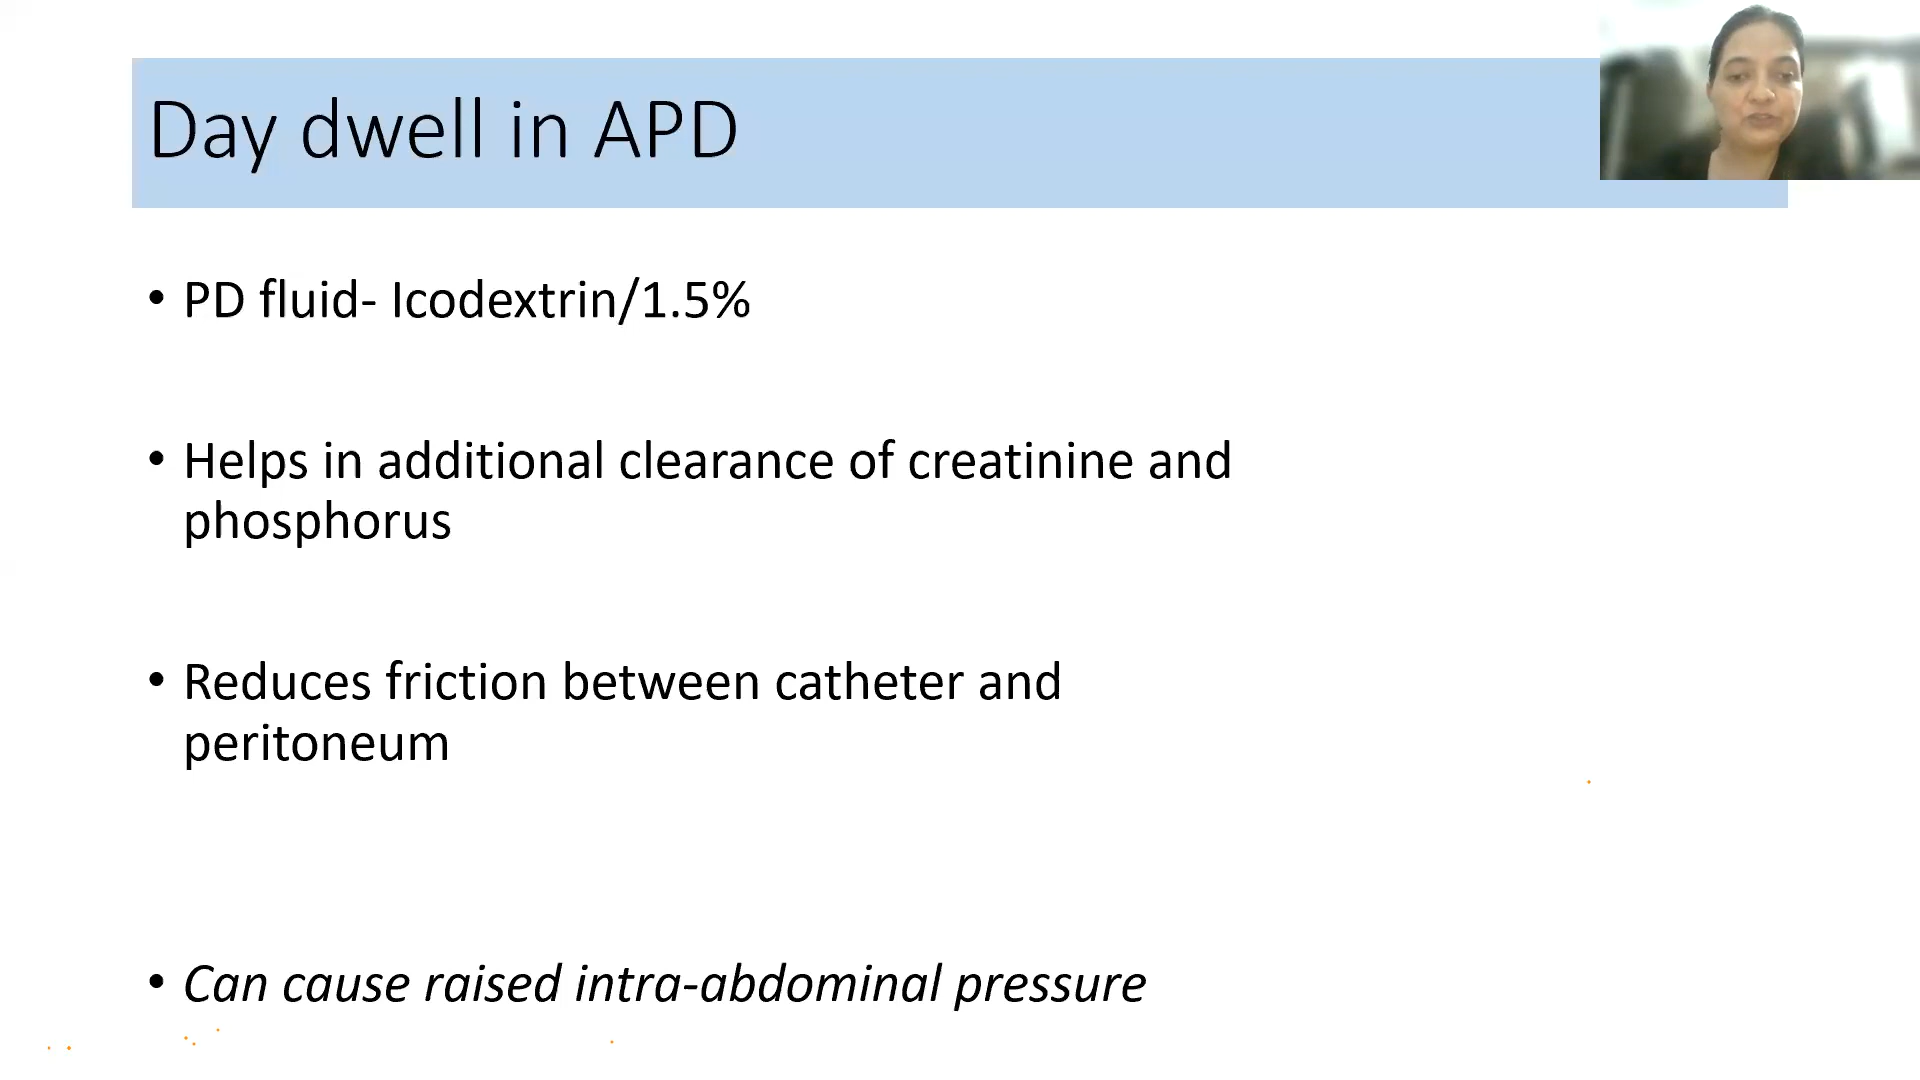 Day dwell in APD
• PD fluid- Icodextrin/1.5%
• Helps in additional clearance of creatinine and
phosphorus
• Reduces friction between catheter and
peritoneum
• Can cause raised intra-abdominal pressure